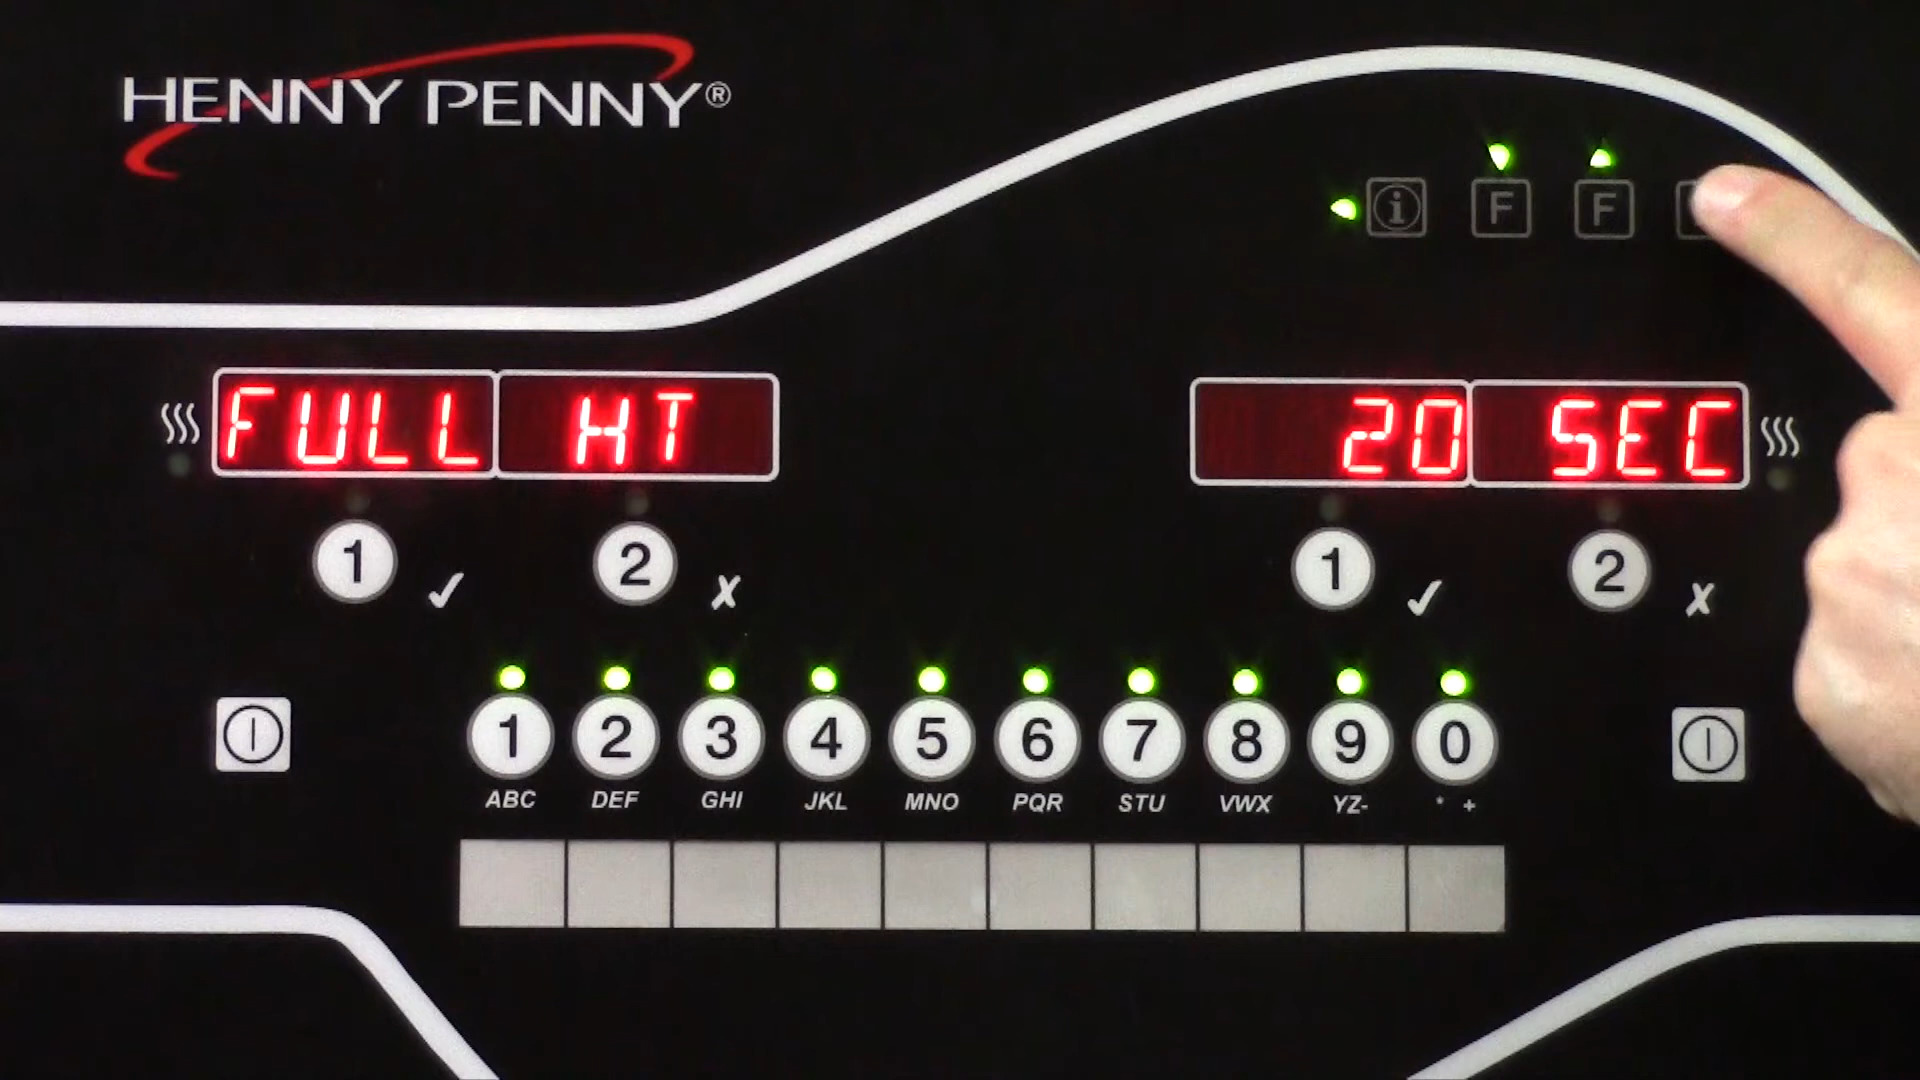 HENNY PENNY®
i F F
FULL HT 20 SEC
1 ✓ 2 ✗ 1 ✓ 2 ✗
1 2 3 4 5 6 7 8 9 0
ABC DEF GHI JKL MNO PQR STU VWX YZ- * +